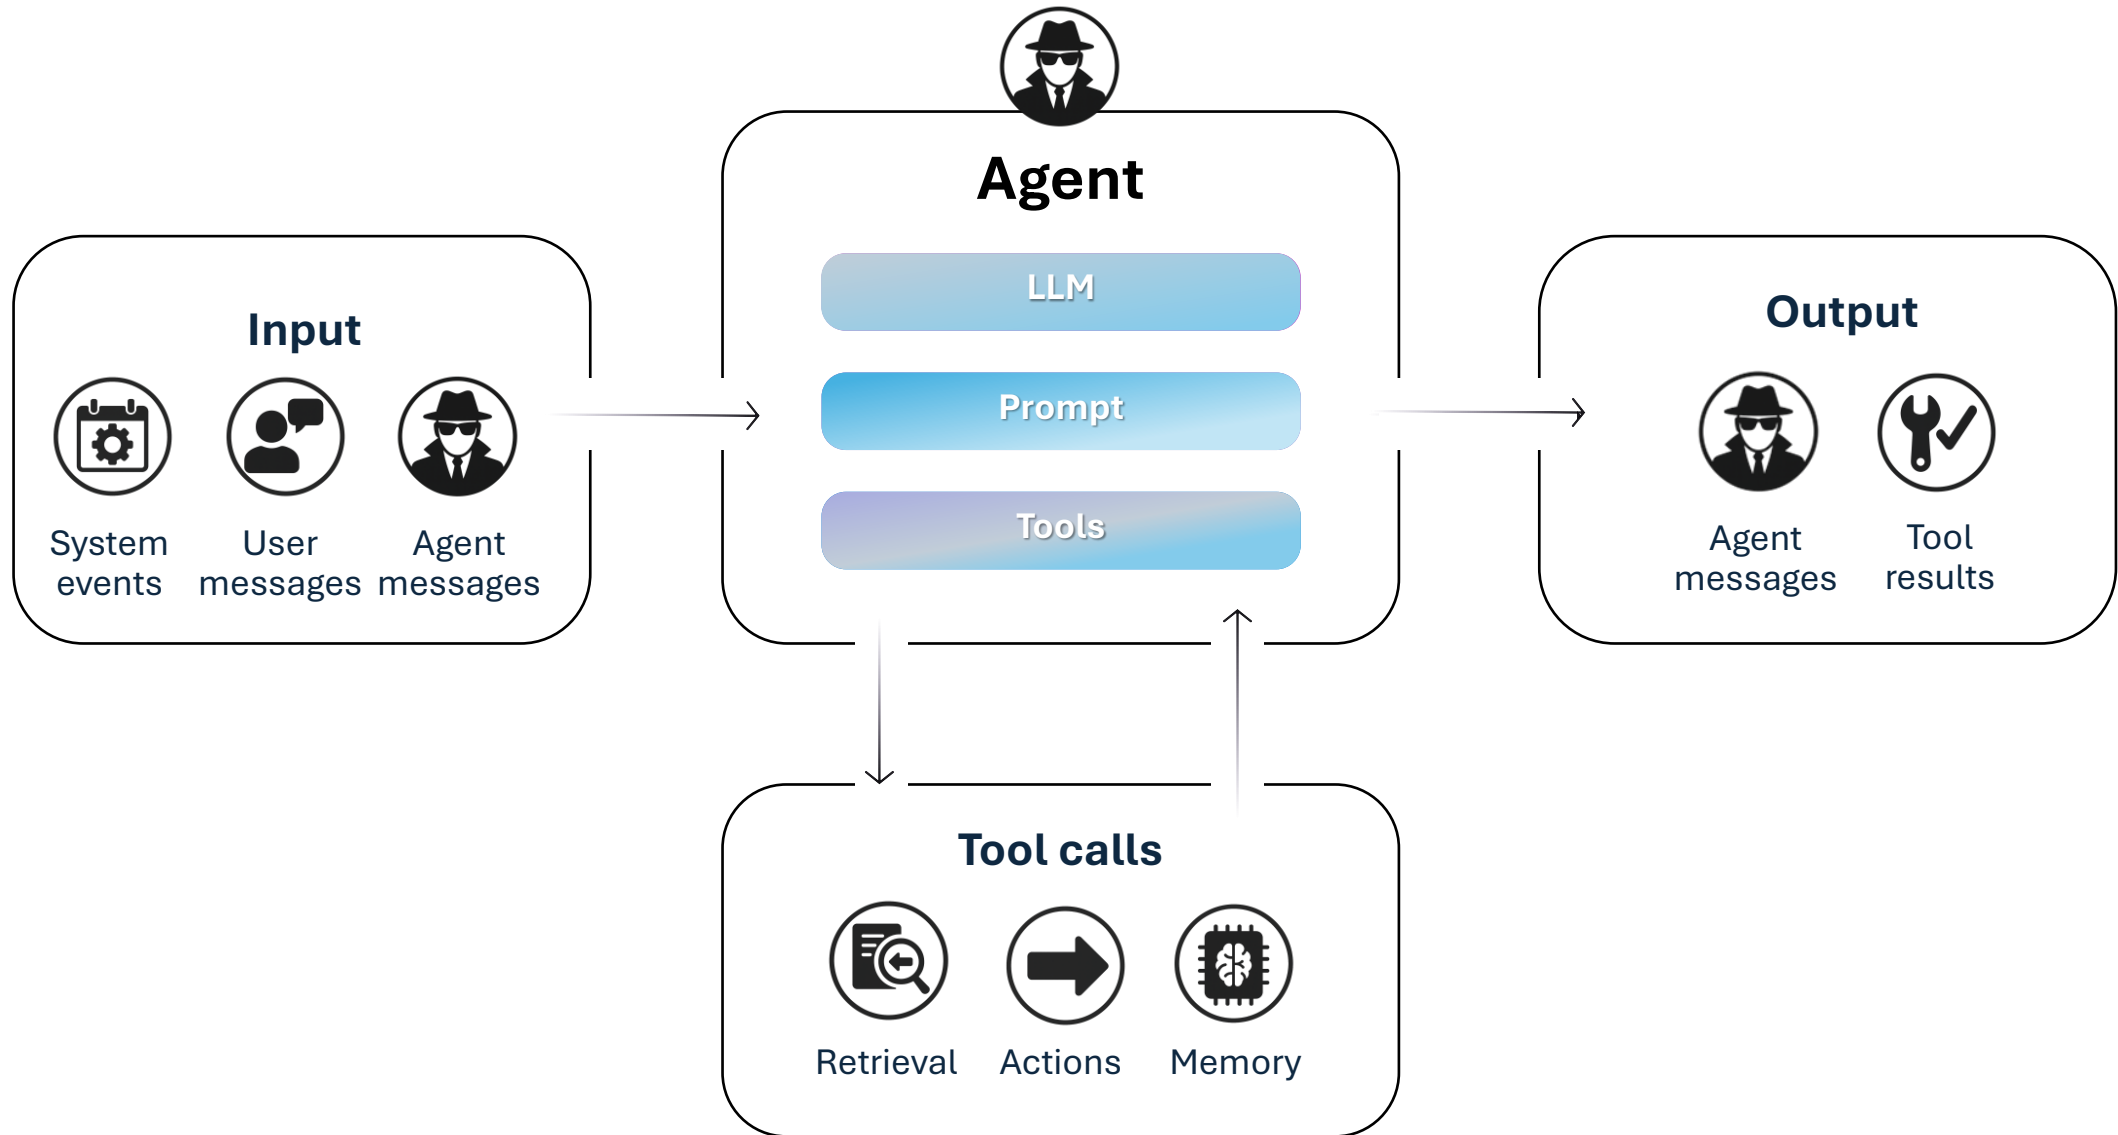 Agent
LLM
Prompt
Tools
Input
System
events
User
messages
Agent
messages
Output
Agent
messages
Tool
results
Tool calls
Retrieval
Actions
Memory